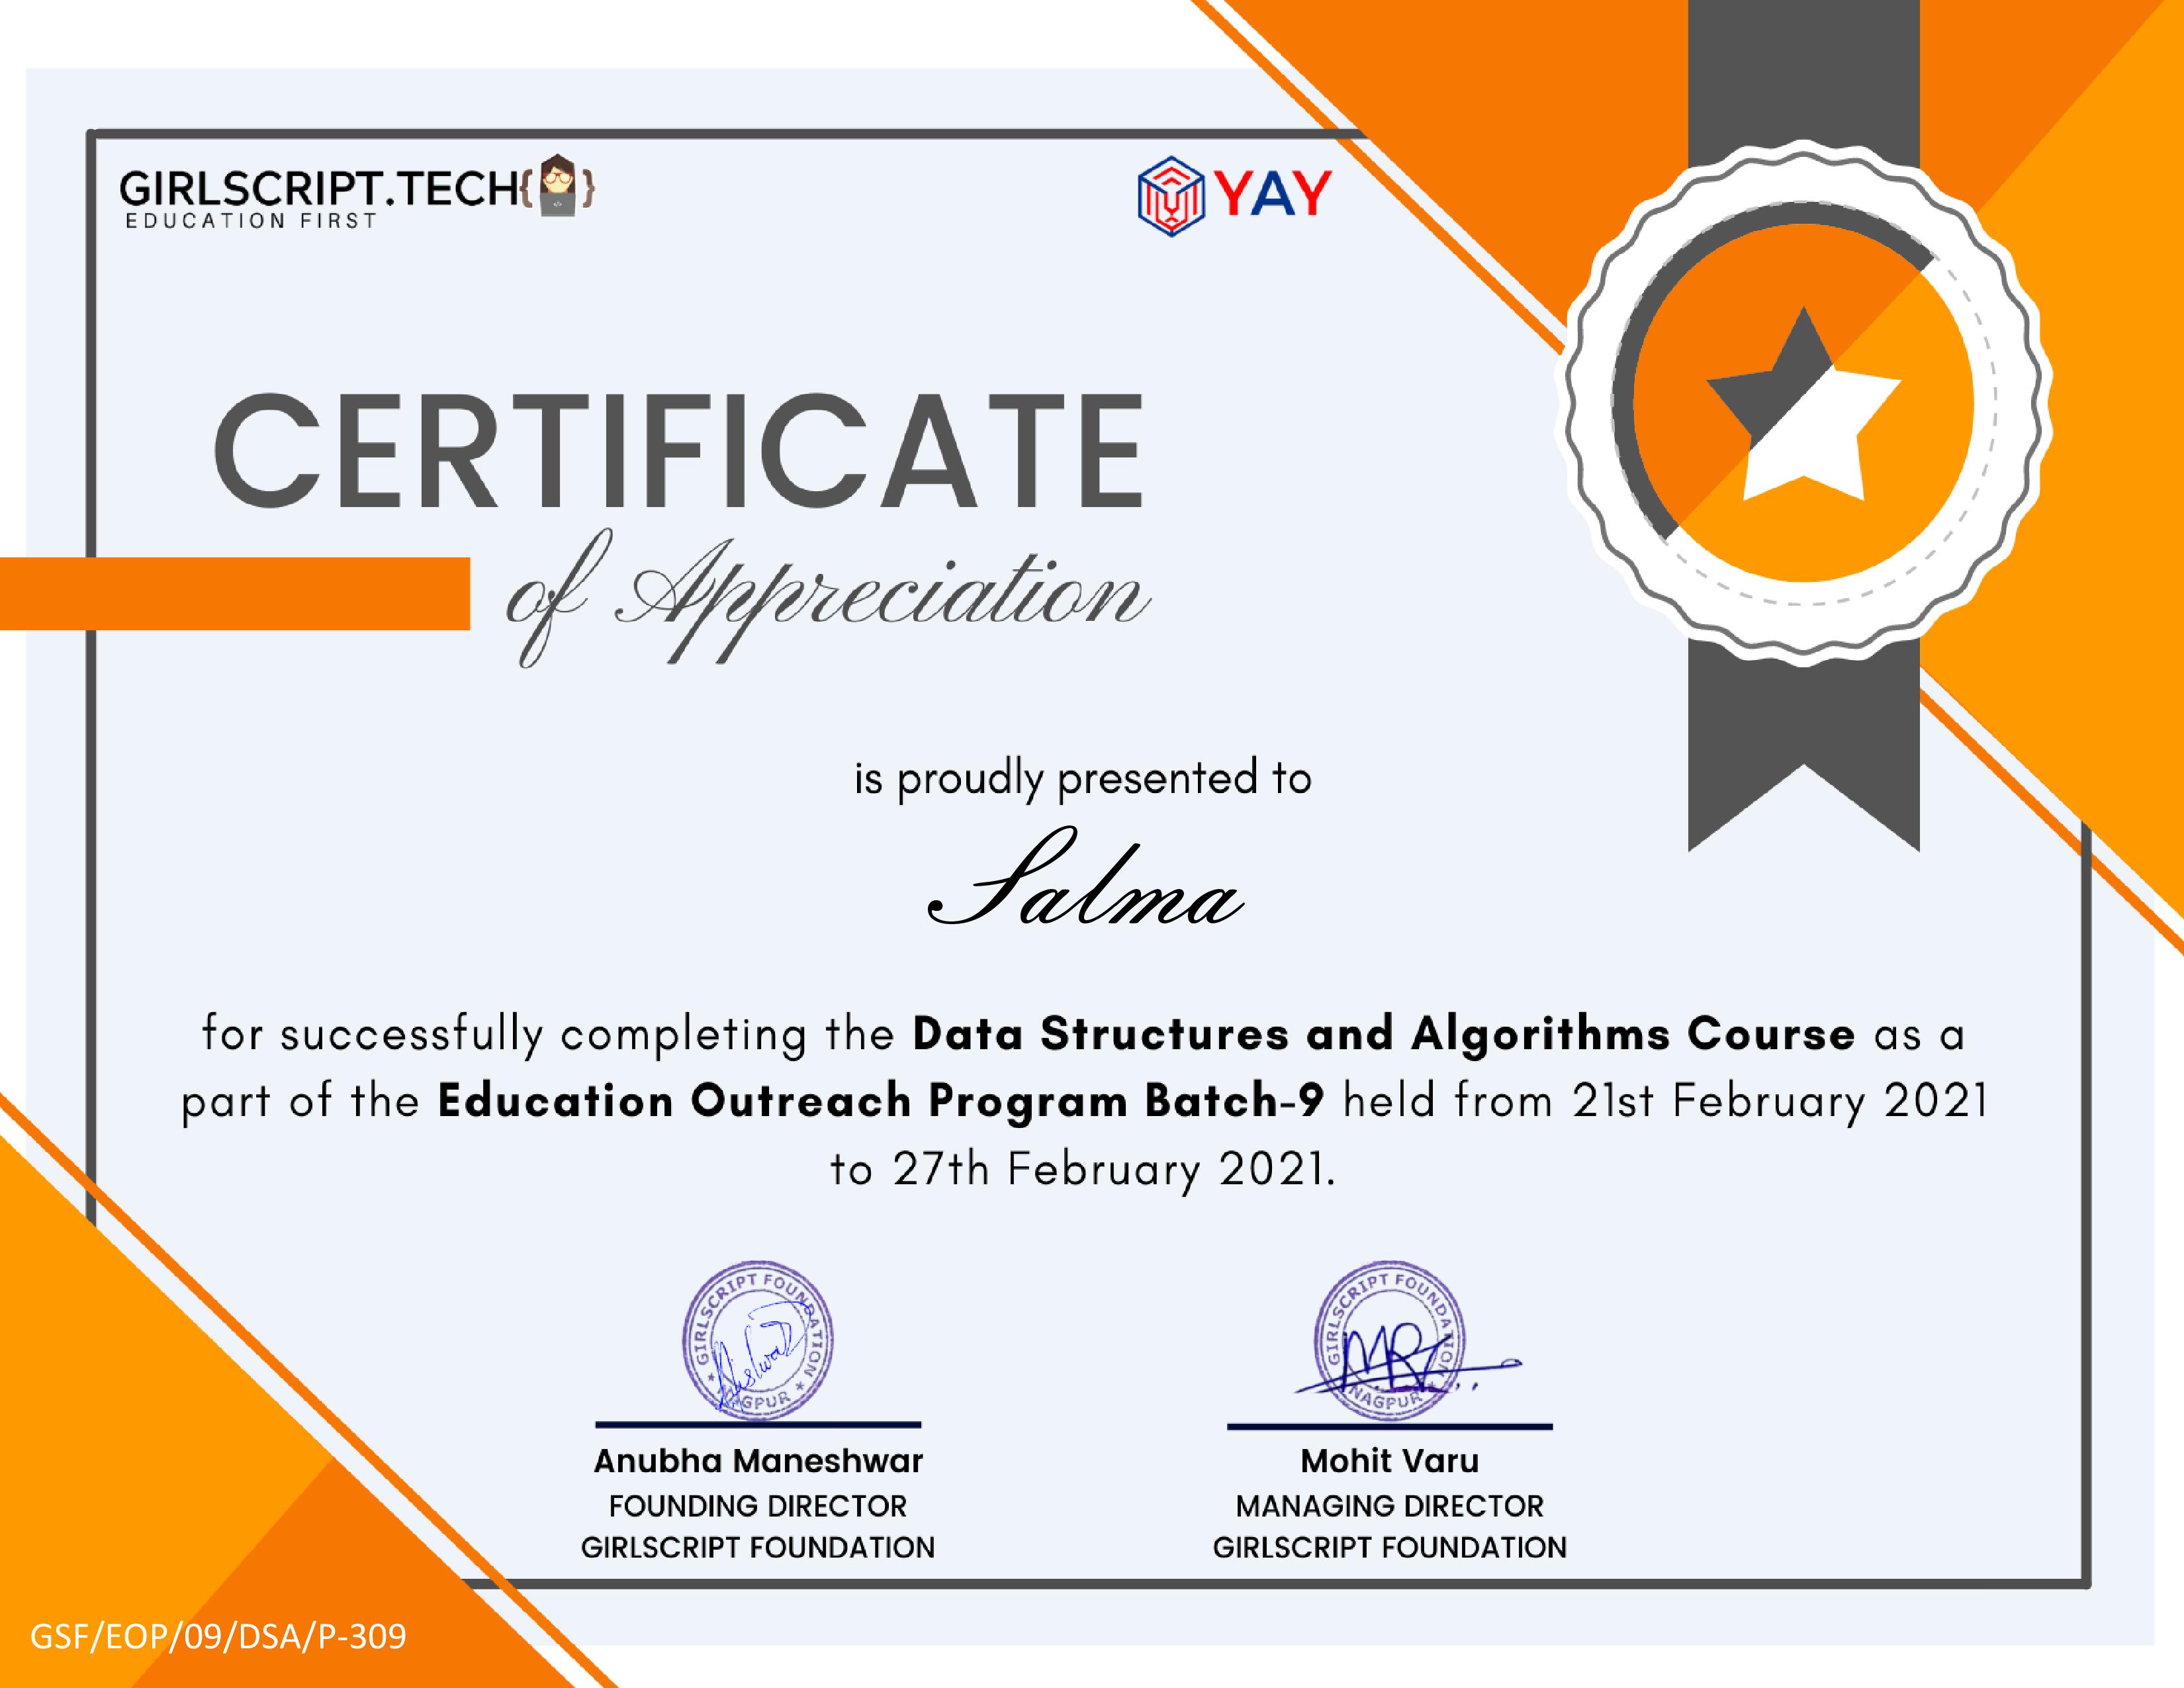 GIRLSCRIPT.TECH{ }
EDUCATION FIRST
YAY
CERTIFICATE
of Appreciation
is proudly presented to
Salma
for successfully completing the Data Structures and Algorithms Course as a
part of the Education Outreach Program Batch-9 held from 21st February 2021
to 27th February 2021.
GIRLSCRIPT FOUNDATION
GIRLSCRIPT FOUNDATION
NAGPUR
Anubha Maneshwar
FOUNDING DIRECTOR
GIRLSCRIPT FOUNDATION
Mohit Varu
MANAGING DIRECTOR
GIRLSCRIPT FOUNDATION
GSF/EOP/09/DSA/P-309